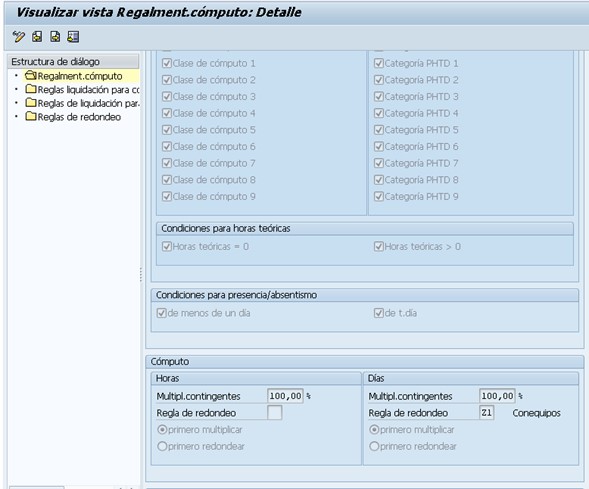 Visualizar vista Regalment.cómputo: Detalle
Estructura de diálogo
Regalment.cómputo
Reglas liquidación para co
Reglas de liquidación par
Reglas de redondeo
Clase de cómputo 1 Categoría PHTD 1
Clase de cómputo 2 Categoría PHTD 2
Clase de cómputo 3 Categoría PHTD 3
Clase de cómputo 4 Categoría PHTD 4
Clase de cómputo 5 Categoría PHTD 5
Clase de cómputo 6 Categoría PHTD 6
Clase de cómputo 7 Categoría PHTD 7
Clase de cómputo 8 Categoría PHTD 8
Clase de cómputo 9 Categoría PHTD 9
Condiciones para horas teóricas
Horas teóricas = 0 Horas teóricas > 0
Condiciones para presencia/absentismo
de menos de un día de t.día
Cómputo
Horas Días
Multipl.contingentes 100,00 % Multipl.contingentes 100,00 %
Regla de redondeo Regla de redondeo Z1 Conequipos
primero multiplicar primero multiplicar
primero redondear primero redondear